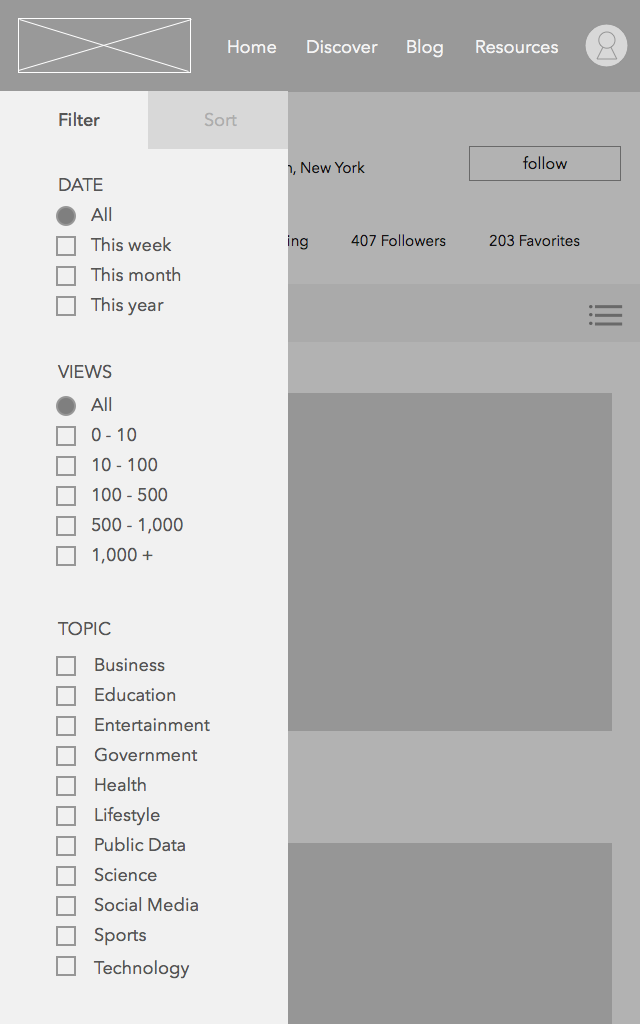 Home Discover Blog Resources
Filter Sort
, New York
follow
407 Followers 203 Favorites
DATE
All
This week
This month
This year
VIEWS
All
0 - 10
10 - 100
100 - 500
500 - 1,000
1,000 +
TOPIC
Business
Education
Entertainment
Government
Health
Lifestyle
Public Data
Science
Social Media
Sports
Technology